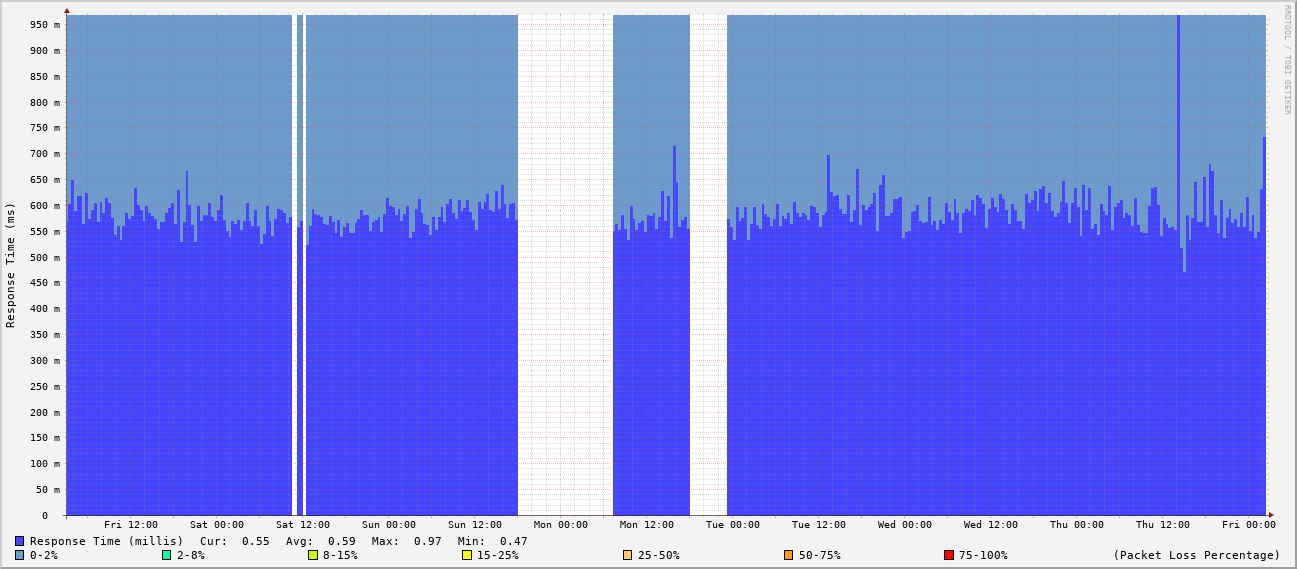 950 m
900 m
850 m
800 m
750 m
700 m
650 m
600 m
550 m
500 m
450 m
400 m
350 m
300 m
250 m
200 m
150 m
100 m
50 m
0
Response Time (ms)
RRDTOOL / TOBI OETIKER
Fri 12:00 Sat 00:00 Sat 12:00 Sun 00:00 Sun 12:00 Mon 00:00 Mon 12:00 Tue 00:00 Tue 12:00 Wed 00:00 Wed 12:00 Thu 00:00 Thu 12:00 Fri 00:00
Response Time (millis) Cur: 0.55 Avg: 0.59 Max: 0.97 Min: 0.47
0-2% 2-8% 8-15% 15-25% 25-50% 50-75% 75-100% (Packet Loss Percentage)